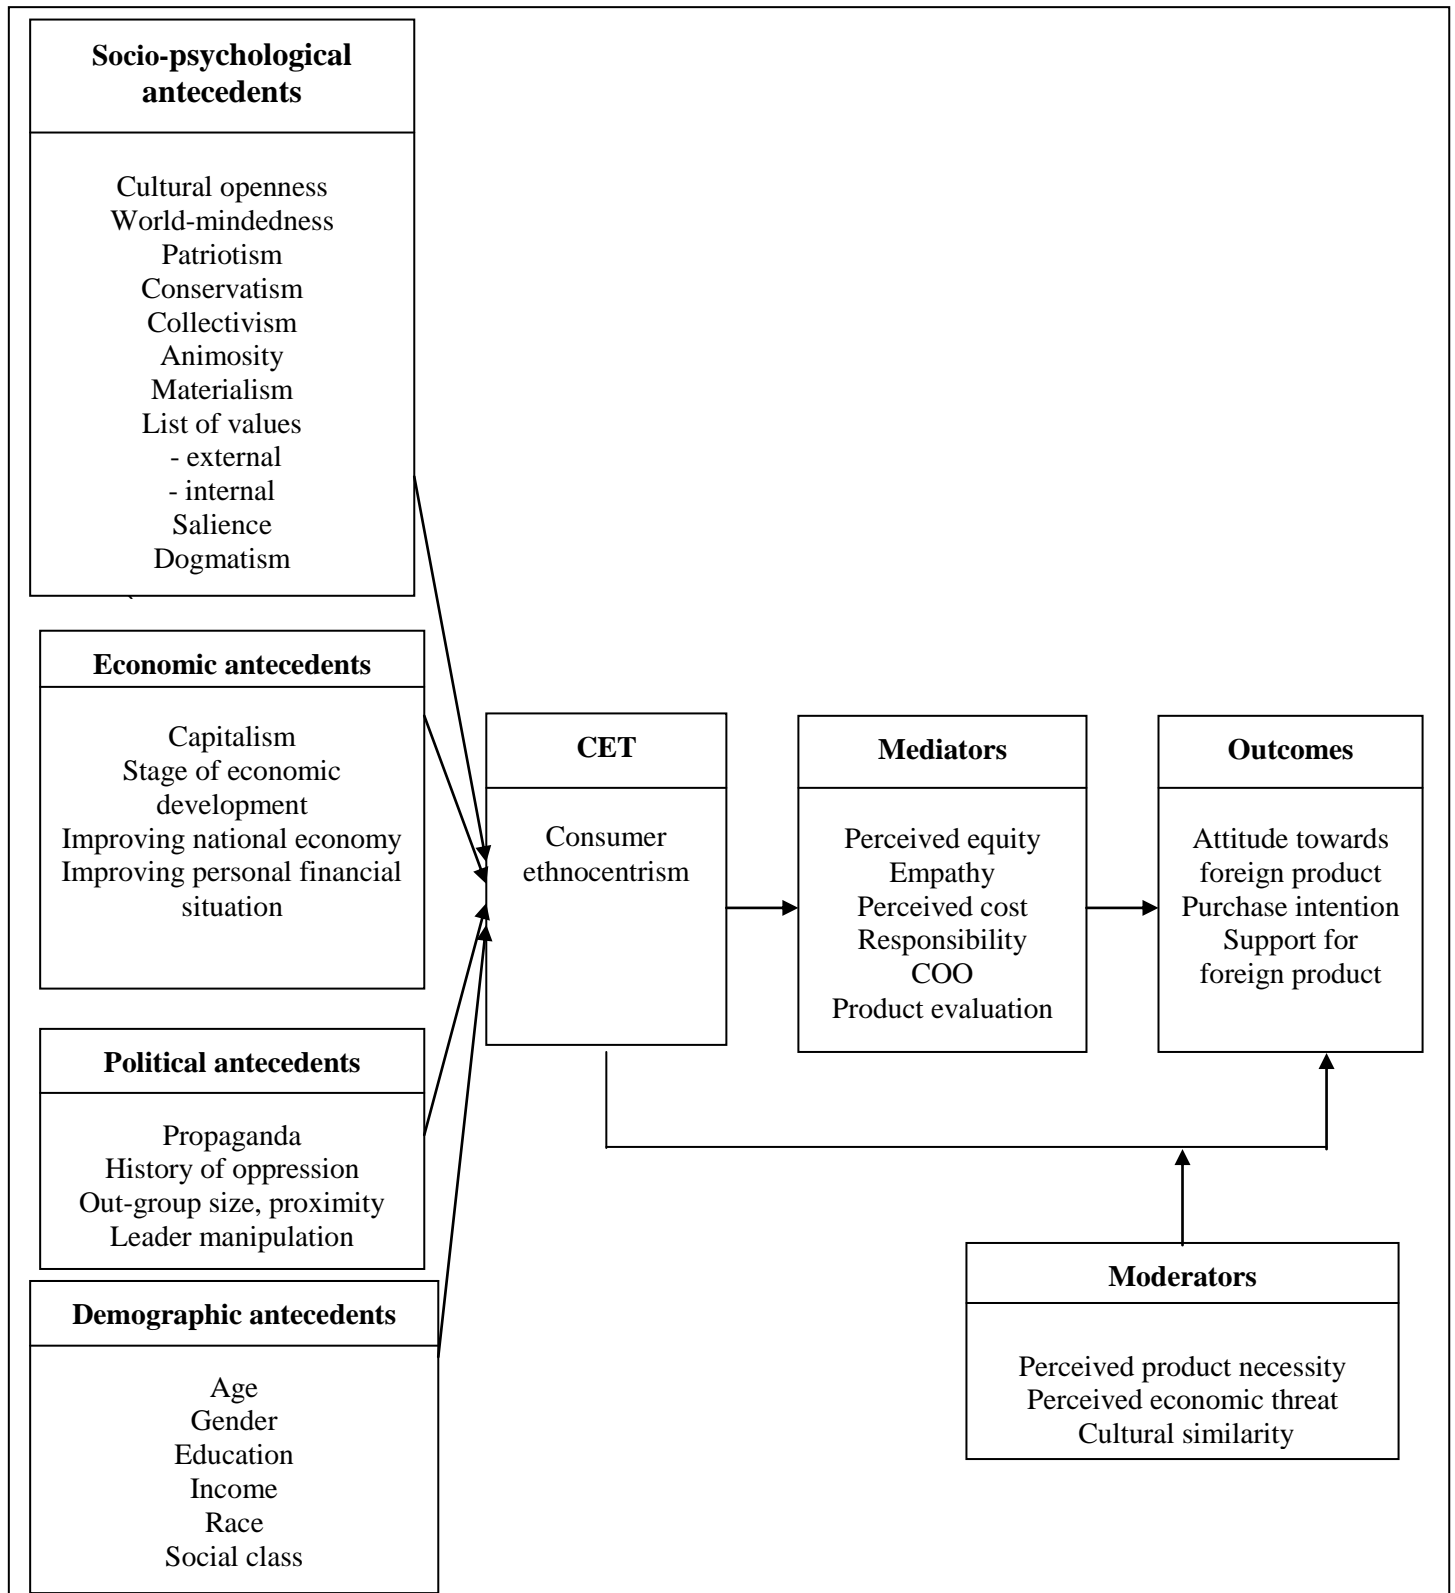 Socio-psychological
antecedents
Cultural openness
World-mindedness
Patriotism
Conservatism
Collectivism
Animosity
Materialism
List of values
- external
- internal
Salience
Dogmatism
Economic antecedents
Capitalism
Stage of economic
development
Improving national economy
Improving personal financial
situation
Political antecedents
Propaganda
History of oppression
Out-group size, proximity
Leader manipulation
Demographic antecedents
Age
Gender
Education
Income
Race
Social class
CET
Consumer
ethnocentrism
Mediators
Perceived equity
Empathy
Perceived cost
Responsibility
COO
Product evaluation
Outcomes
Attitude towards
foreign product
Purchase intention
Support for
foreign product
Moderators
Perceived product necessity
Perceived economic threat
Cultural similarity